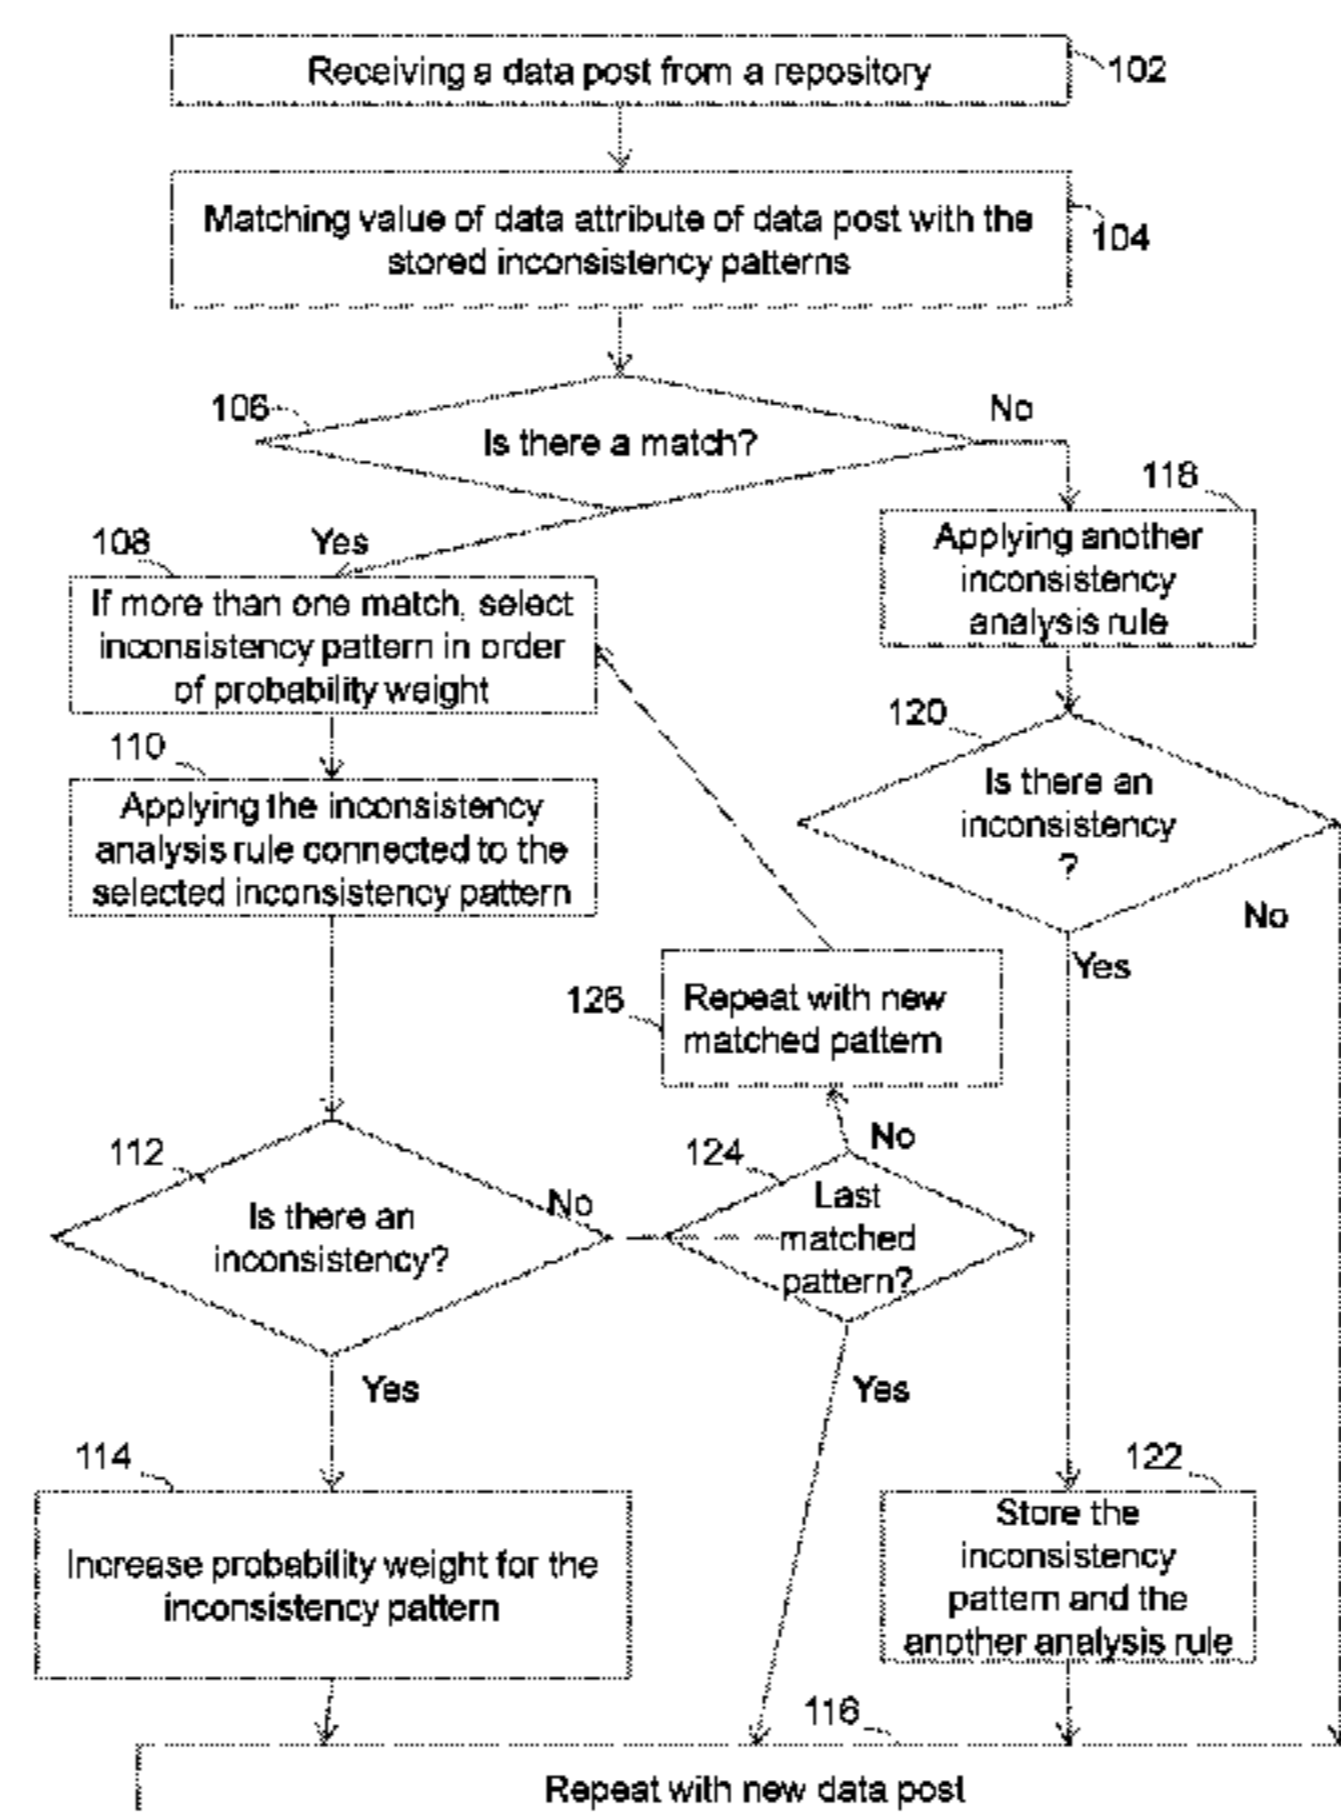 Receiving a data post from a repository
102
Matching value of data attribute of data post with the
stored inconsistency patterns
104
106
Is there a match?
No
Yes
118
Applying another
inconsistency
analysis rule
108
If more than one match, select
inconsistency pattern in order
of probability weight
110
Applying the inconsistency
analysis rule connected to the
selected inconsistency pattern
120
Is there an
inconsistency
?
No
Yes
126
Repeat with new
matched pattern
112
Is there an
inconsistency?
No
124
No
Last
matched
pattern?
Yes
Yes
114
Increase probability weight for the
inconsistency pattern
122
Store the
inconsistency
pattern and the
another analysis rule
116
Repeat with new data post